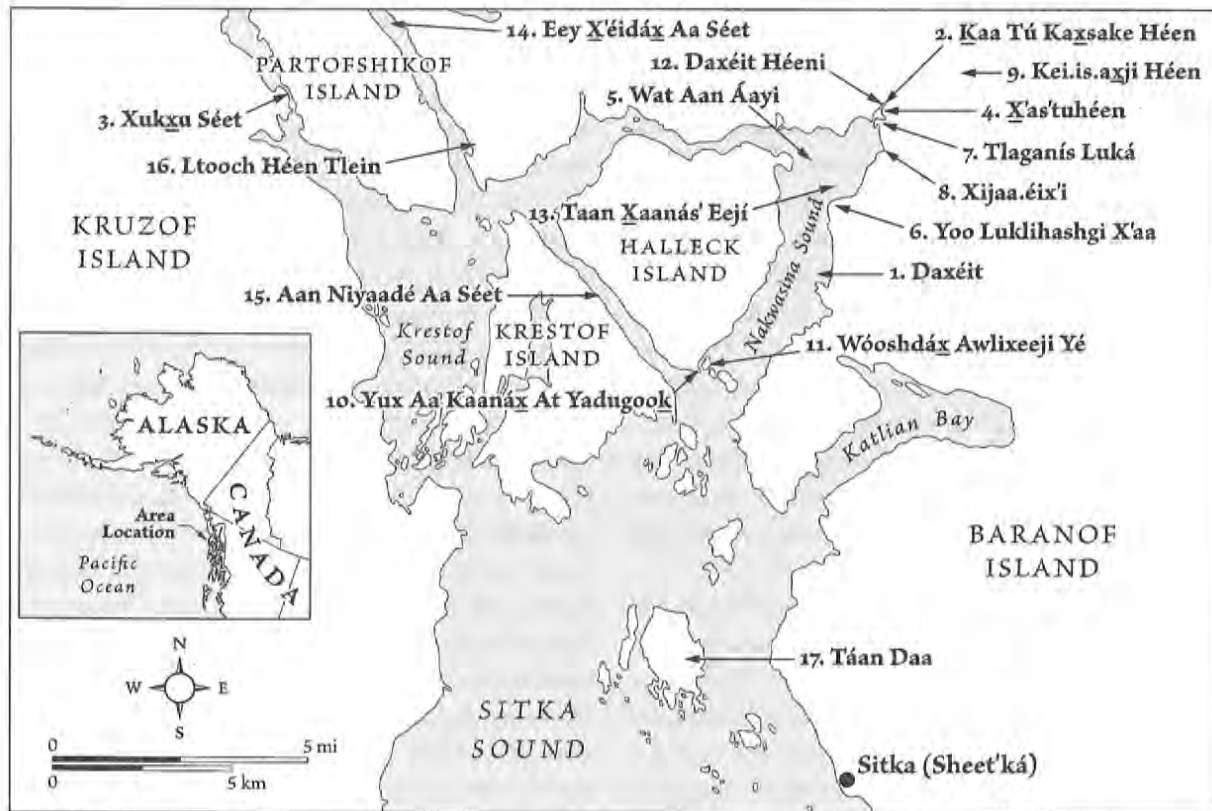 14. Eey X̱'éidáx̱ Aa Séet
2. Ḵaa Tú Kax̱sake Héen
12. Daxéit Héeni
PARTOFSHIKOF
ISLAND
9. Kei.is.ax̱ji Héen
5. Wat Aan Áayi
3. Xukx̱u Séet
4. X̱'as'tuhéen
16. Ltooch Héen Tlein
7. Tlaganís Luká
8. Xijaa.éix'i
13. Taan X̱aanás' Eejí
KRUZOF
ISLAND
HALLECK
ISLAND
Nakwasina Sound
6. Yoo Luklihashgi X̱'aa
1. Daxéit
15. Aan Niyaadé Aa Séet
Krestof
Sound
KRESTOF
ISLAND
11. Wóoshdáx̱ Awlixeeji Yé
10. Yux Aa Kaanáx̱ At Yadugooḵ
Katlian Bay
ALASKA
CANADA
Area
Location
Pacific
Ocean
BARANOF
ISLAND
17. Táan Daa
N
W E
S
SITKA
SOUND
0 5 mi
0 5 km
Sitka (Sheet'ká)